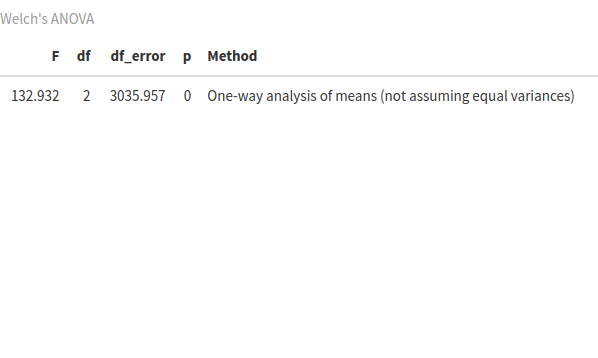 Welch's ANOVA
F df df_error p Method
132.932 2 3035.957 0 One-way analysis of means (not assuming equal variances)